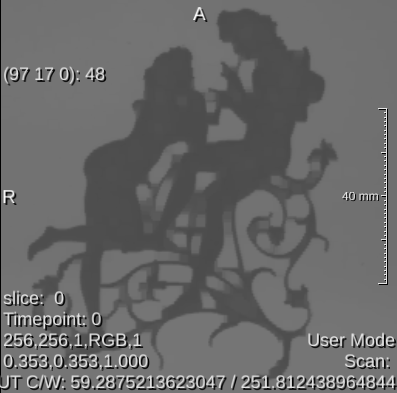 A
(97 17 0): 48
R
40 mm
slice: 0
Timepoint: 0
256,256,1,RGB,1
User Mode
0.353,0.353,1.000
Scan:
UT C/W: 59.2875213623047 / 251.812438964844